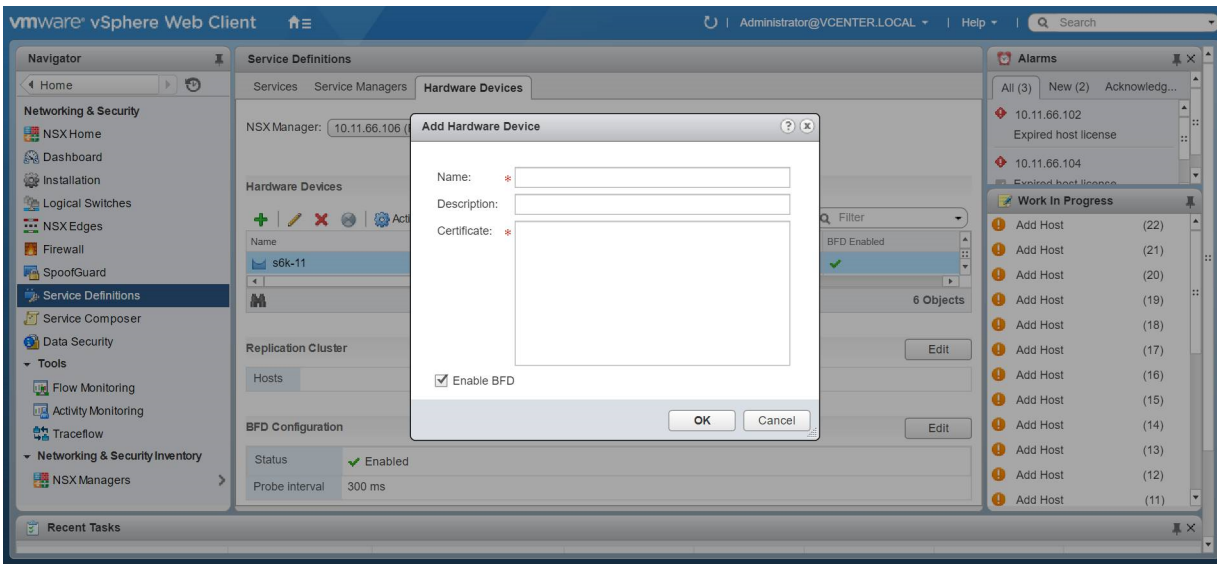 vmware® vSphere Web Client
Administrator@VCENTER.LOCAL
Help
Search
Navigator
Home
Networking & Security
NSX Home
Dashboard
Installation
Logical Switches
NSX Edges
Firewall
SpoofGuard
Service Definitions
Service Composer
Data Security
Tools
Flow Monitoring
Activity Monitoring
Traceflow
Networking & Security Inventory
NSX Managers
Service Definitions
Services Service Managers Hardware Devices
NSX Manager: 10.11.66.106
Hardware Devices
Filter
Name
BFD Enabled
s6k-11
6 Objects
Replication Cluster
Edit
Hosts
BFD Configuration
Edit
Status Enabled
Probe interval 300 ms
Add Hardware Device
Name: *
Description:
Certificate: *
Enable BFD
OK Cancel
Alarms
All (3) New (2) Acknowledg...
10.11.66.102
Expired host license
10.11.66.104
Expired host license
Work In Progress
Add Host (22)
Add Host (21)
Add Host (20)
Add Host (19)
Add Host (18)
Add Host (17)
Add Host (16)
Add Host (15)
Add Host (14)
Add Host (13)
Add Host (12)
Add Host (11)
Recent Tasks